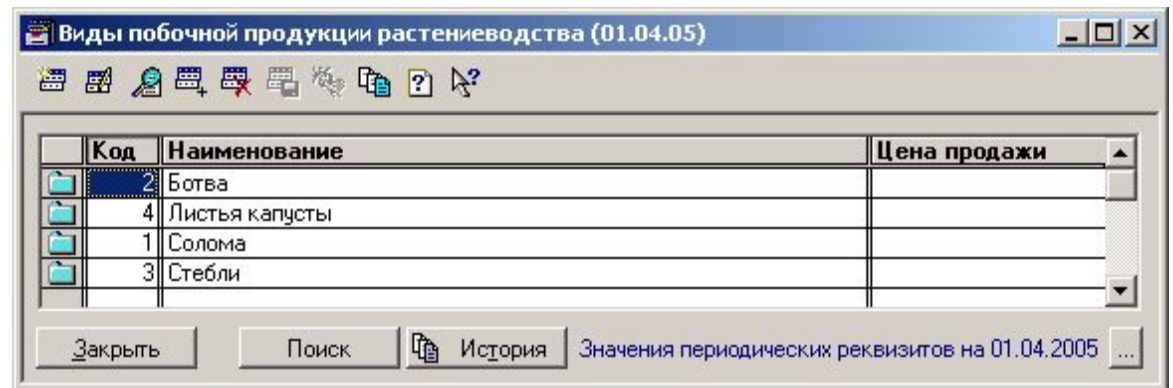 Виды побочной продукции растениеводства (01.04.05)
Код Наименование Цена продажи
2 Ботва
4 Листья капусты
1 Солома
3 Стебли
Закрыть Поиск История Значения периодических реквизитов на 01.04.2005 ...